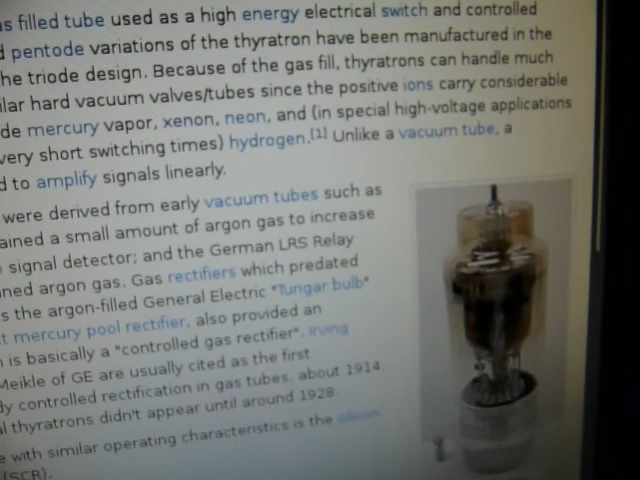 s filled tube used as a high energy electrical switch and controlled
d pentode variations of the thyratron have been manufactured in the
he triode design. Because of the gas fill, thyratrons can handle much
ilar hard vacuum valves/tubes since the positive ions carry considerable
de mercury vapor, xenon, neon, and (in special high-voltage applications
very short switching times) hydrogen.[1] Unlike a vacuum tube, a
d to amplify signals linearly.
were derived from early vacuum tubes such as
ained a small amount of argon gas to increase
signal detector; and the German LRS Relay
ned argon gas. Gas rectifiers which predated
s the argon-filled General Electric "Tungar bulb"
t mercury pool rectifier, also provided an
n is basically a "controlled gas rectifier". Irving
Meikle of GE are usually cited as the first
dy controlled rectification in gas tubes, about 1914.
al thyratrons didn't appear until around 1928.
e with similar operating characteristics is the
(SCR).